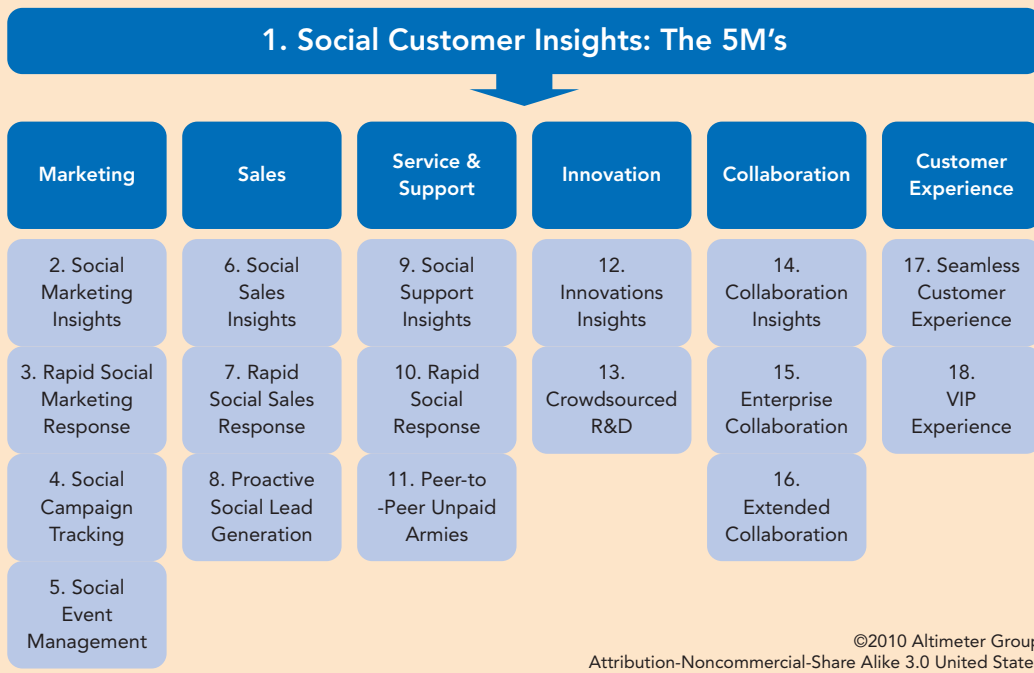 1. Social Customer Insights: The 5M's
Marketing
Sales
Service &
Support
Innovation
Collaboration
Customer
Experience
2. Social
Marketing
Insights
6. Social
Sales
Insights
9. Social
Support
Insights
12.
Innovations
Insights
14.
Collaboration
Insights
17. Seamless
Customer
Experience
3. Rapid Social
Marketing
Response
7. Rapid
Social Sales
Response
10. Rapid
Social
Response
13.
Crowdsourced
R&D
15.
Enterprise
Collaboration
18.
VIP
Experience
4. Social
Campaign
Tracking
8. Proactive
Social Lead
Generation
11. Peer-to
-Peer Unpaid
Armies
16.
Extended
Collaboration
5. Social
Event
Management
©2010 Altimeter Group
Attribution-Noncommercial-Share Alike 3.0 United State